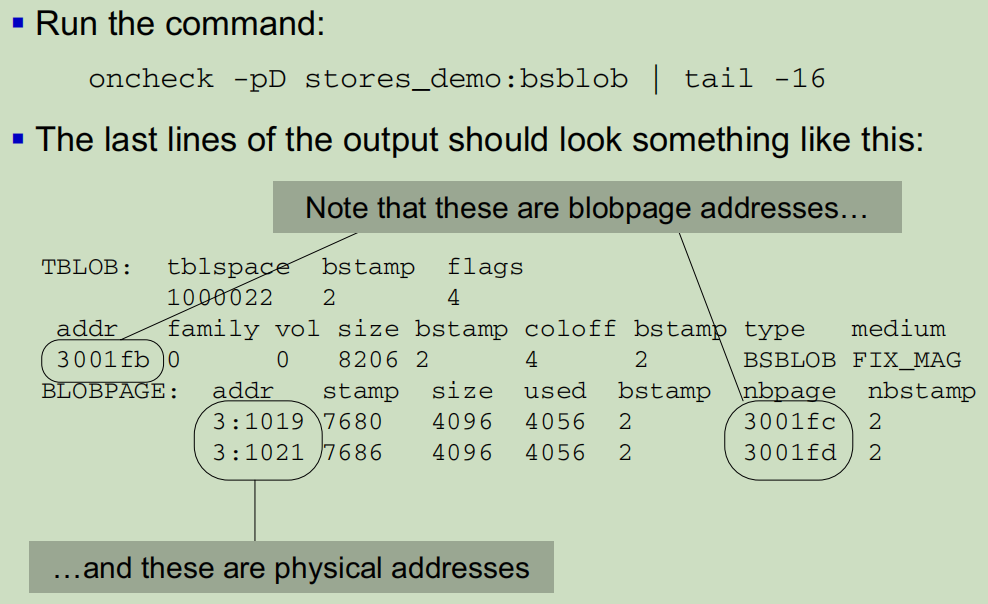 ▪ Run the command:
oncheck -pD stores_demo:bsblob | tail -16
▪ The last lines of the output should look something like this:
Note that these are blobpage addresses…
TBLOB: tblspace bstamp flags
1000022 2 4
addr family vol size bstamp coloff bstamp type medium
3001fb 0 0 8206 2 4 2 BSBLOB FIX_MAG
BLOBPAGE: addr stamp size used bstamp nbpage nbstamp
3:1019 7680 4096 4056 2 3001fc 2
3:1021 7686 4096 4056 2 3001fd 2
…and these are physical addresses